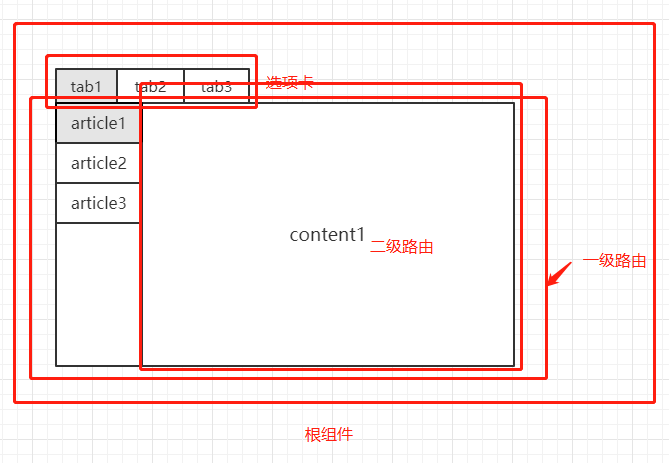 tab1 tab2 tab3 选项卡
article1
article2
article3
content1 二级路由
一级路由
根组件